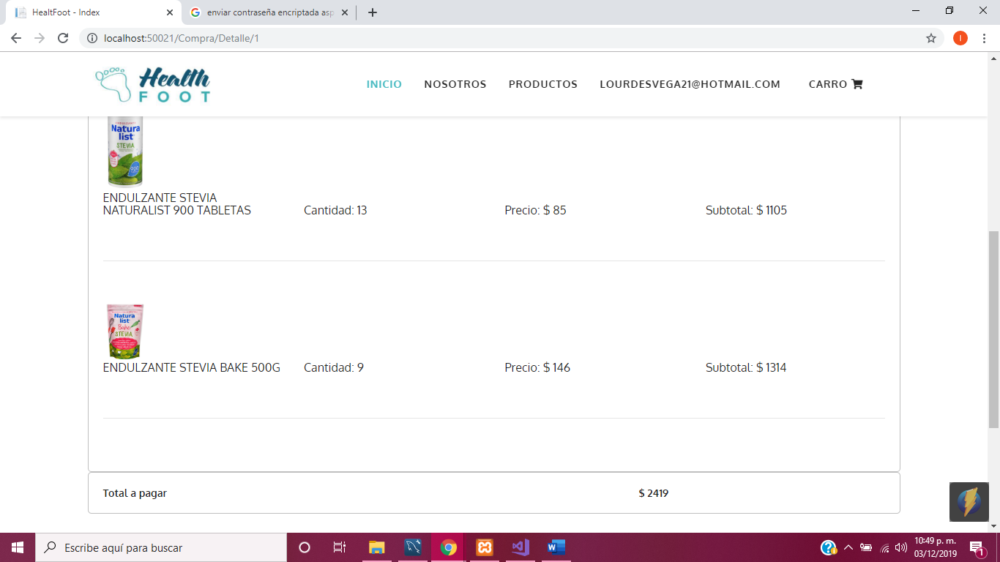 HealtFoot - Index
enviar contraseña encriptada asp
localhost:50021/Compra/Detalle/1
I
Health
FOOT
INICIO
NOSOTROS
PRODUCTOS
LOURDESVEGA21@HOTMAIL.COM
CARRO
ENDULZANTE
Natura
list
STEVIA
900
ENDULZANTE STEVIA
NATURALIST 900 TABLETAS
Cantidad: 13
Precio: $ 85
Subtotal: $ 1105
Natura
list
Bake
STEVIA
ENDULZANTE STEVIA BAKE 500G
Cantidad: 9
Precio: $ 146
Subtotal: $ 1314
Total a pagar
$ 2419
Escribe aquí para buscar
10:49 p. m.
03/12/2019
1